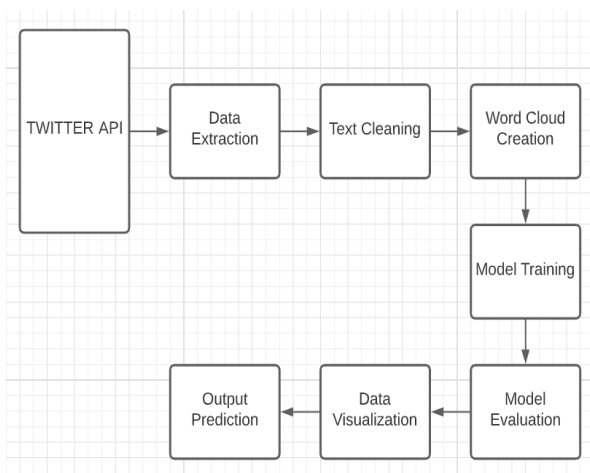 TWITTER API
Data
Extraction
Text Cleaning
Word Cloud
Creation
Model Training
Model
Evaluation
Data
Visualization
Output
Prediction